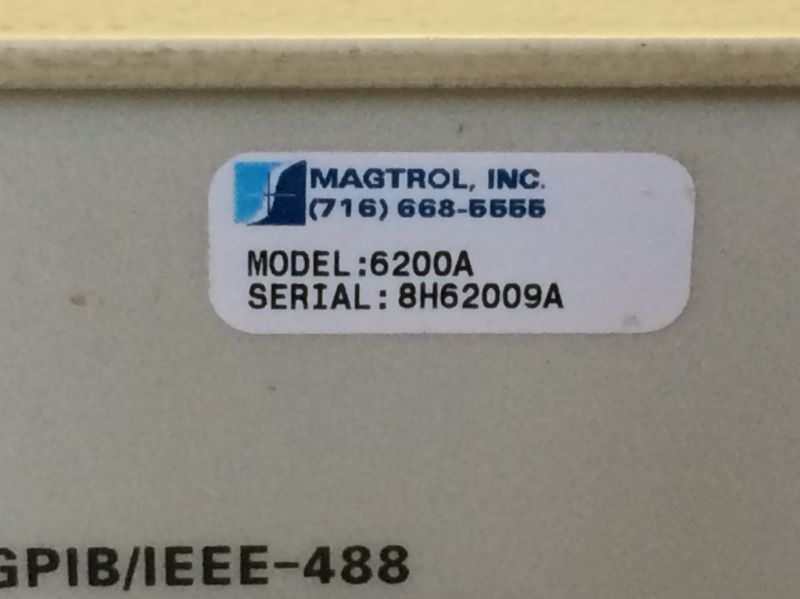 MAGTROL, INC.
(716) 668-5555
MODEL:6200A
SERIAL: 8H62009A
GPIB/IEEE-488